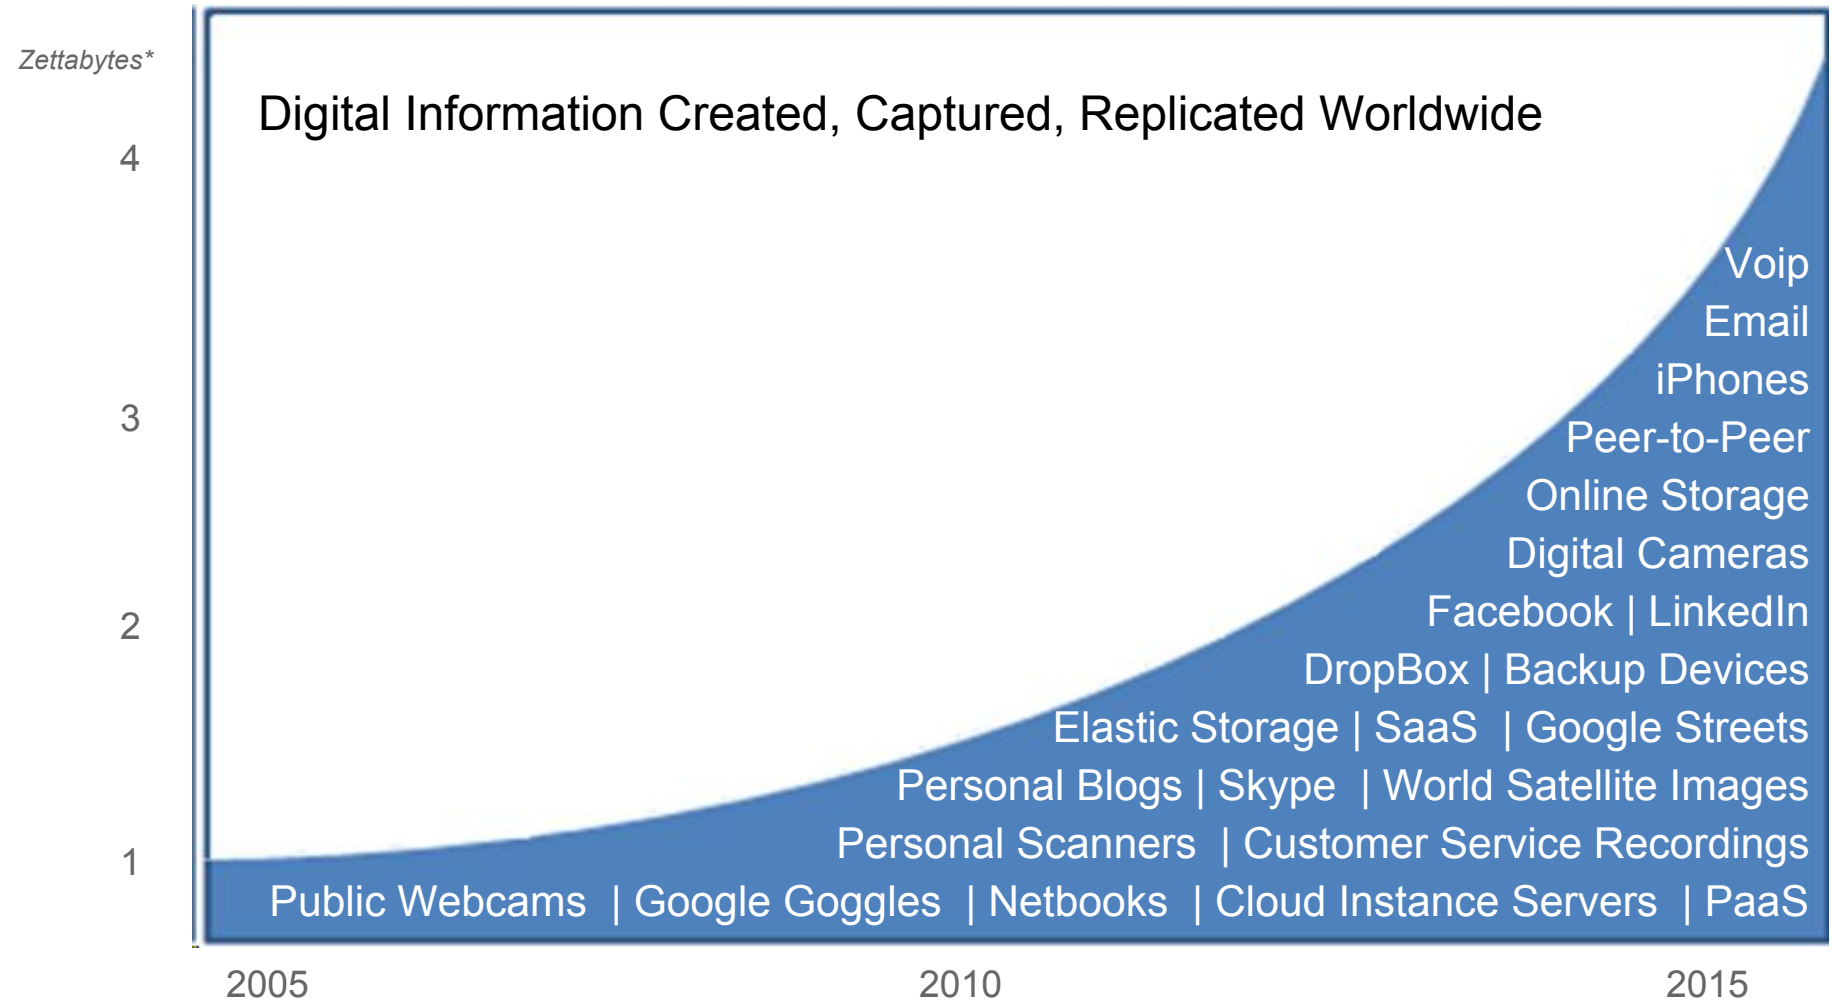 Zettabytes*
Digital Information Created, Captured, Replicated Worldwide
4
Voip
Email
iPhones
3
Peer-to-Peer
Online Storage
Digital Cameras
Facebook | LinkedIn
2
DropBox | Backup Devices
Elastic Storage | SaaS | Google Streets
Personal Blogs | Skype | World Satellite Images
Personal Scanners | Customer Service Recordings
1
Public Webcams | Google Goggles | Netbooks | Cloud Instance Servers | PaaS
2005 2010 2015